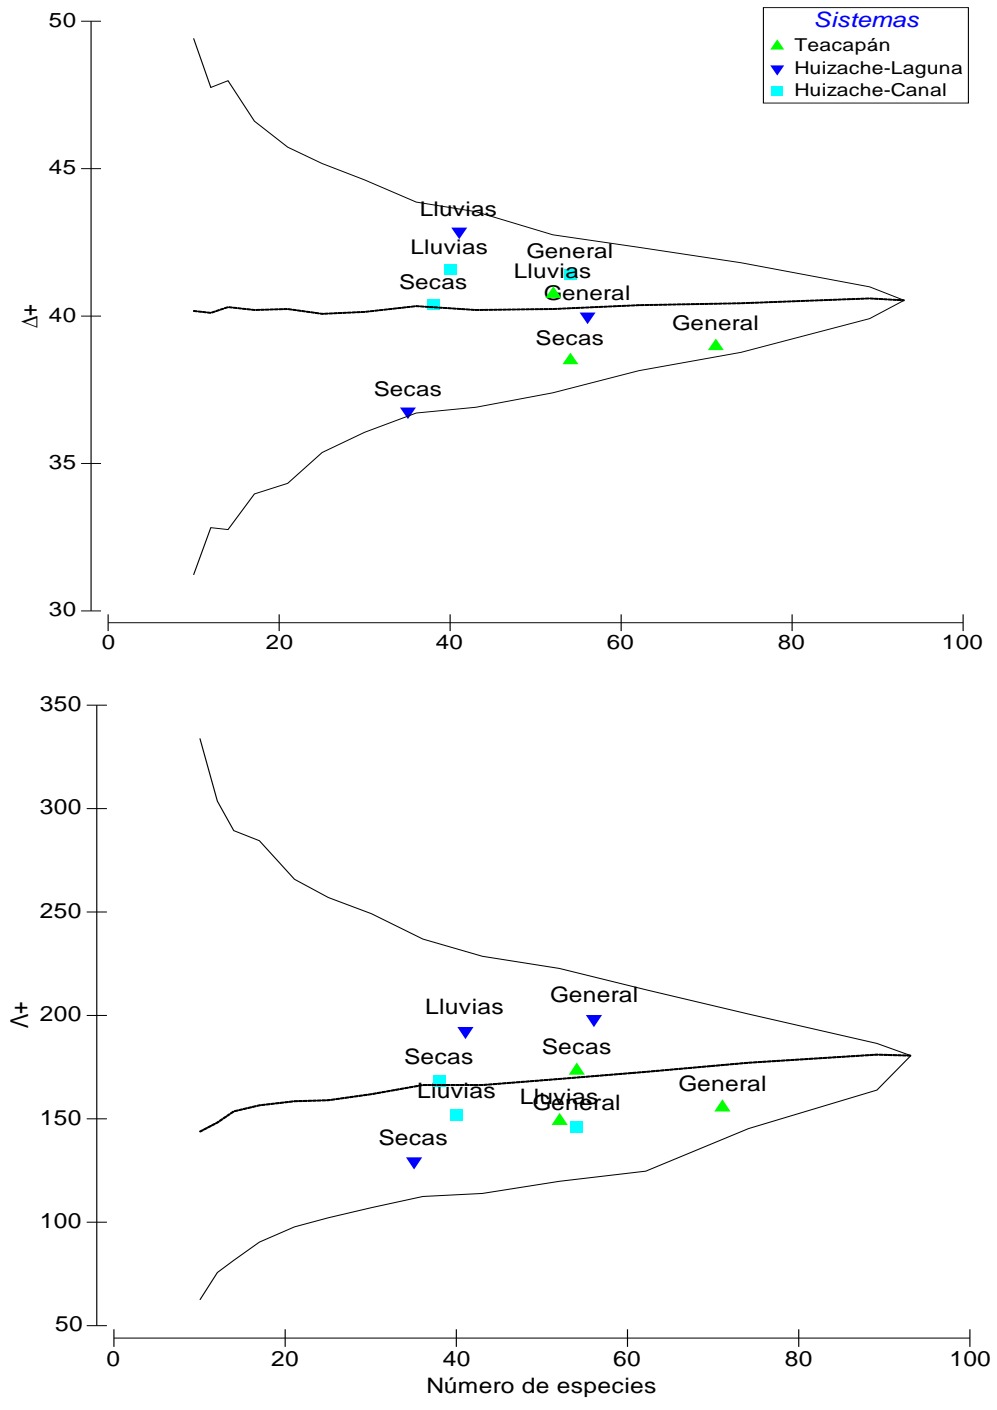 Sistemas
Teacapán
Huizache-Laguna
Huizache-Canal
50
45
40
35
30
Δ+
Lluvias
Lluvias
General
Secas
Lluvias
General
General
Secas
Secas
0 20 40 60 80 100
350
300
250
200
150
100
50
Λ+
General
Lluvias
Secas
Secas
General
Lluvias
Lluvias
General
Secas
0 20 40 60 80 100
Número de especies